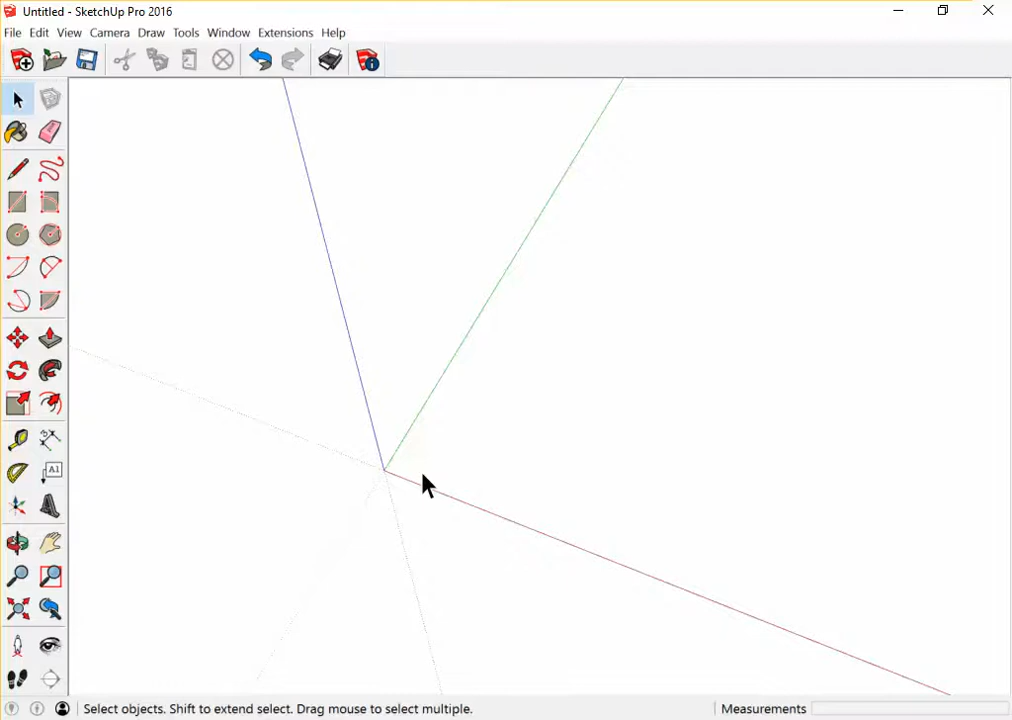 Untitled - SketchUp Pro 2016
File Edit View Camera Draw Tools Window Extensions Help
A1
Select objects. Shift to extend select. Drag mouse to select multiple. Measurements